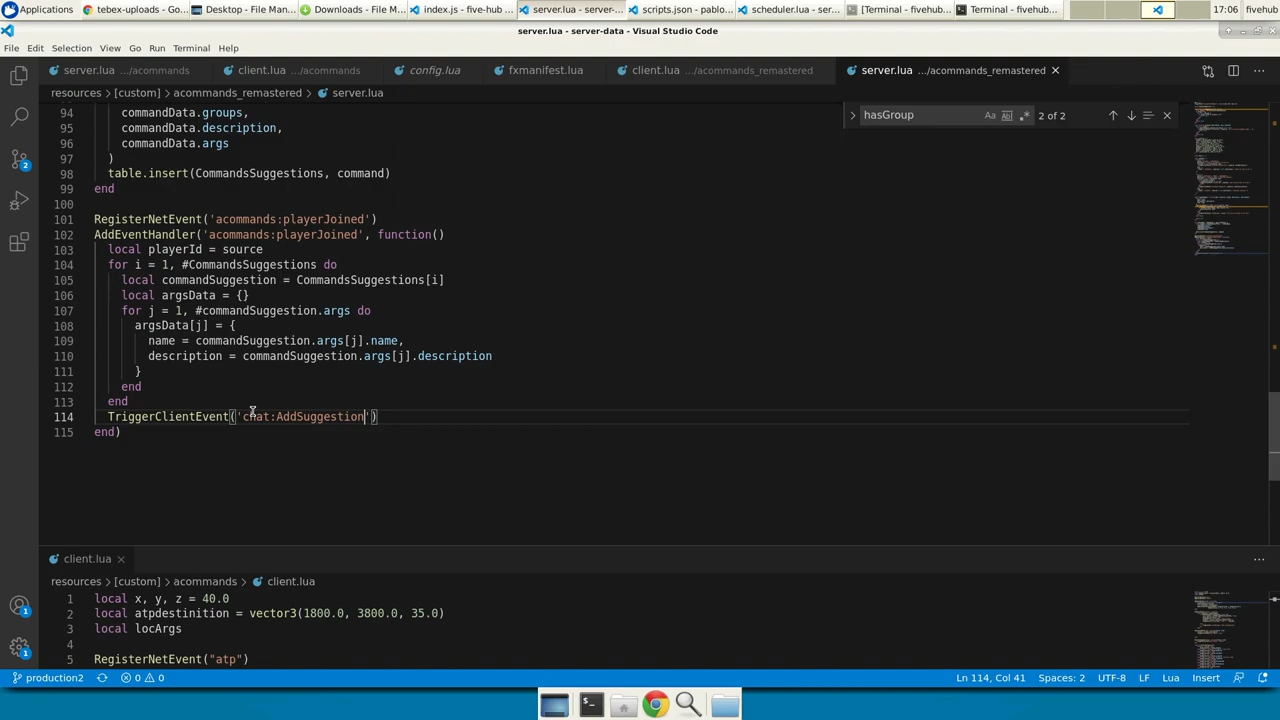 Applications
tebex-uploads - Go...
Desktop - File Man...
Downloads - File M...
index.js - five-hub ...
server.lua - server-...
scripts.json - pablo...
scheduler.lua - ser...
[Terminal - fivehub...
Terminal - fivehub...
17:06
fivehub
server.lua - server-data - Visual Studio Code
File Edit Selection View Go Run Terminal Help
server.lua .../acommands
client.lua .../acommands
config.lua
fxmanifest.lua
client.lua .../acommands_remastered
server.lua .../acommands_remastered
resources > [custom] > acommands_remastered > server.lua
hasGroup
2 of 2
94 commandData.groups,
95 commandData.description,
96 commandData.args
97 )
98 table.insert(CommandsSuggestions, command)
99 end
100
101 RegisterNetEvent('acommands:playerJoined')
102 AddEventHandler('acommands:playerJoined', function()
103 local playerId = source
104 for i = 1, #CommandsSuggestions do
105 local commandSuggestion = CommandsSuggestions[i]
106 local argsData = {}
107 for j = 1, #commandSuggestion.args do
108 argsData[j] = {
109 name = commandSuggestion.args[j].name,
110 description = commandSuggestion.args[j].description
111 }
112 end
113 end
114 TriggerClientEvent('chat:AddSuggestion')
115 end)
client.lua
resources > [custom] > acommands > client.lua
1 local x, y, z = 40.0
2 local atpdestinition = vector3(1800.0, 3800.0, 35.0)
3 local locArgs
4
5 RegisterNetEvent("atp")
production2
0 0
Ln 114, Col 41
Spaces: 2
UTF-8
LF
Lua
Insert